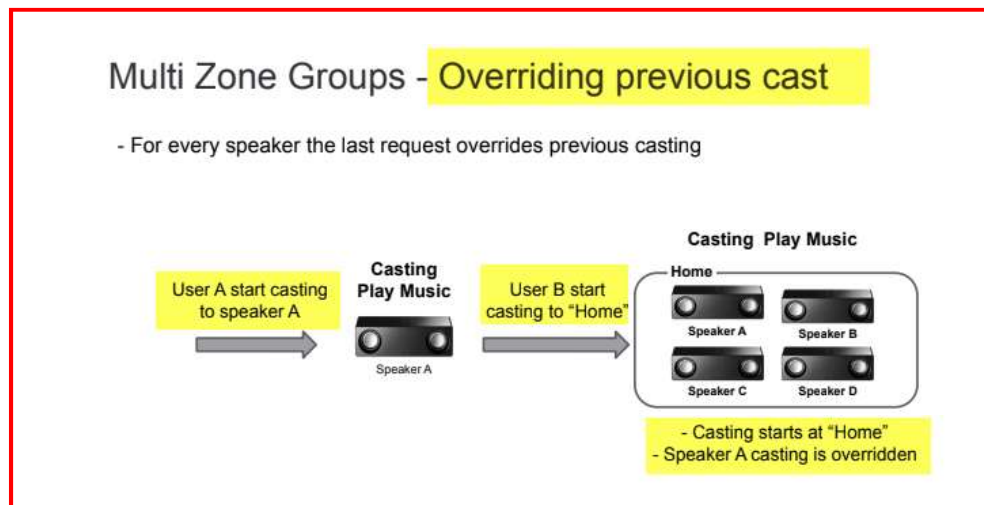 Multi Zone Groups - Overriding previous cast
- For every speaker the last request overrides previous casting
User A start casting
to speaker A
Casting
Play Music
Speaker A
User B start
casting to “Home”
Casting Play Music
Home
Speaker A
Speaker B
Speaker C
Speaker D
- Casting starts at “Home”
- Speaker A casting is overridden